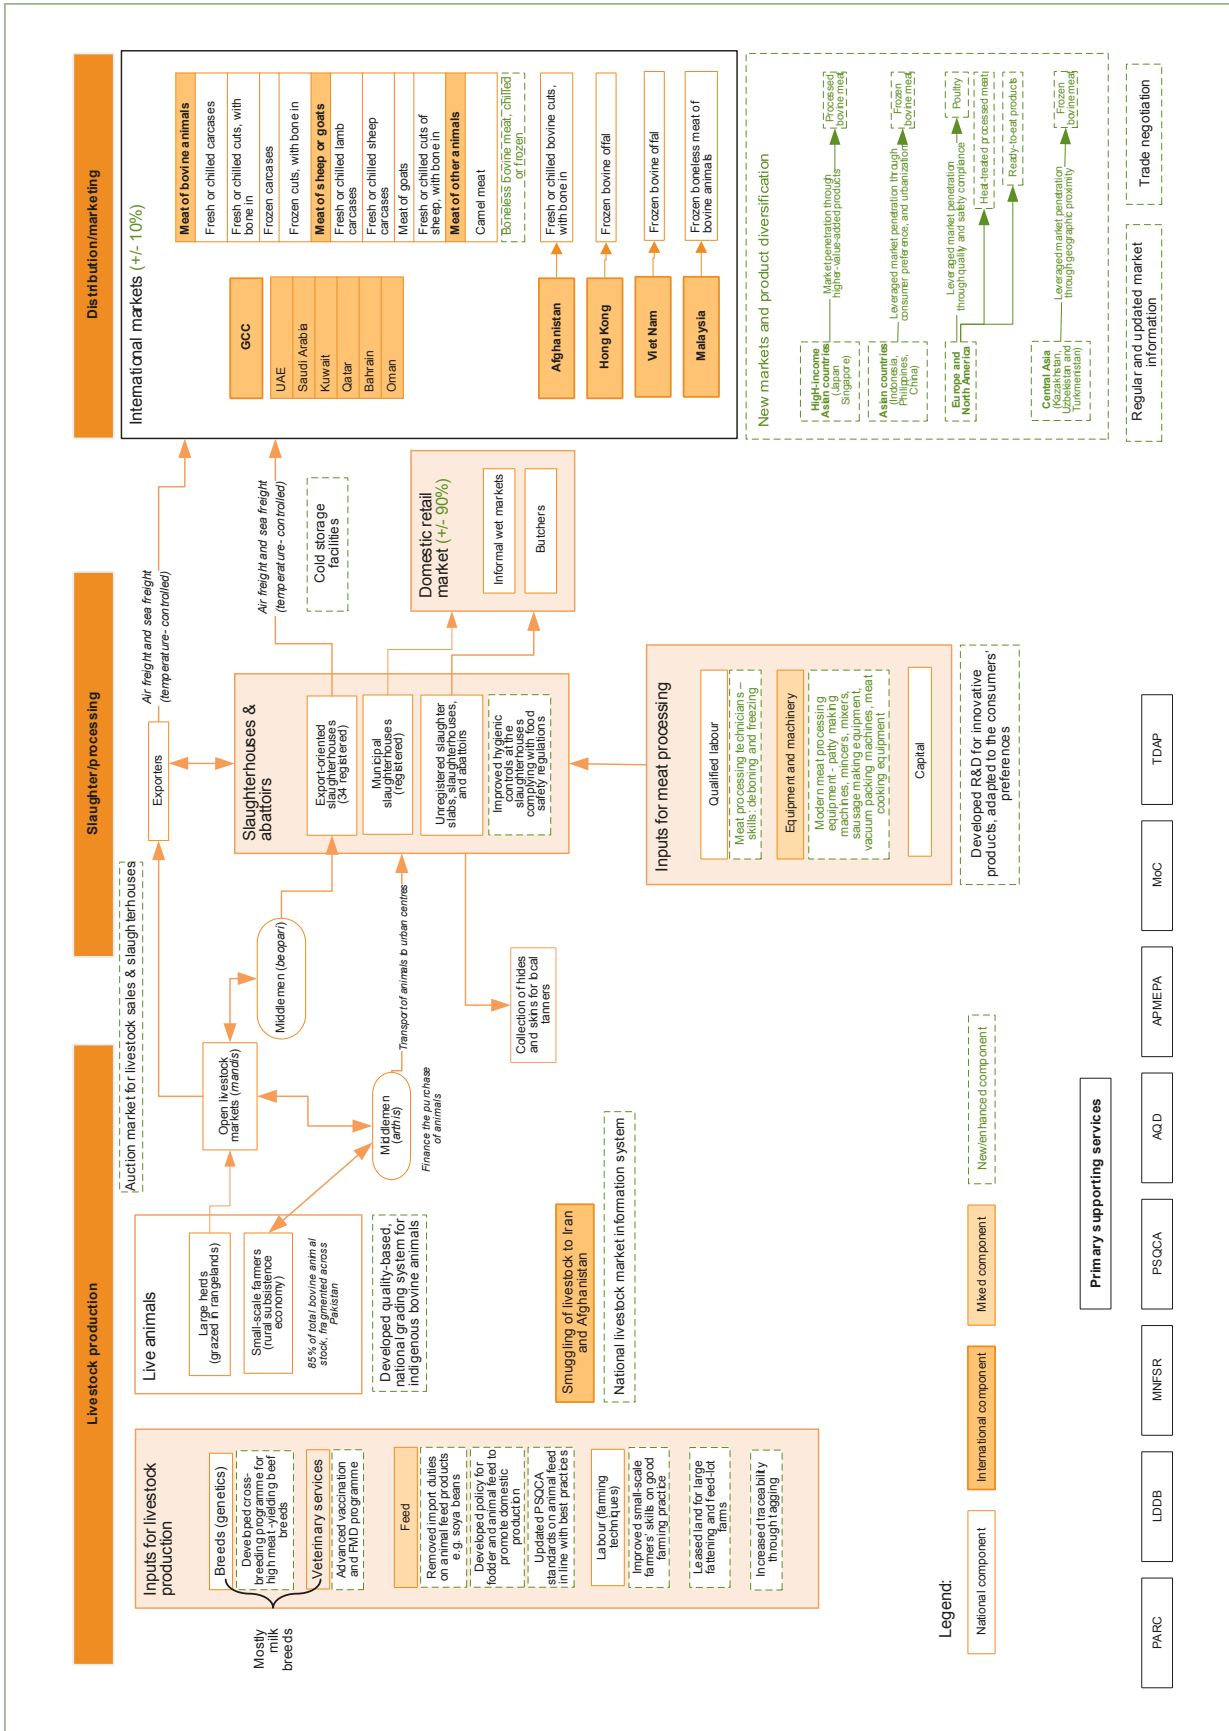 Livestock production
Slaughter/processing
Distribution/marketing
Inputs for livestock
production
Mostly
milk
breeds
Breeds (genetics)
Developed cross-
breeding programme for
high meat -yielding beef
breeds
Veterinary services
Advanced vaccination
and FMD programme
Feed
Removed import duties
on animal feed products
e.g. soya beans
Developed policy for
fodder and animal feed to
promote domestic
production
Updated PSQCA
standards on animal feed
in line with best practices
Labour (farming
techniques)
Improved small-scale
farmers' skills on good
farming practice
Leased land for large
fattening and feed-lot
farms
Increased traceability
through tagging
Live animals
Large herds
(grazed in rangelands)
Small-scale farmers
(rural subsistence
economy)
85% of total bovine animal
stock, fragmented across
Pakistan
Developed quality-based,
national grading system for
indigenous bovine animals
Smuggling of livestock to Iran
and Afghanistan
National livestock market information system
Auction market for livestock sales & slaughterhouses
Open livestock
markets (mandis)
Middlemen
(arthis)
Finance the purchase
of animals
Middlemen (beopari)
Transport of animals to urban centres
Collection of hides
and skins for local
tanners
Exporters
Air freight and sea freight
(temperature- controlled)
Slaughterhouses &
abattoirs
Export-oriented
slaughterhouses
(34 registered)
Municipal
slaughterhouses
(registered)
Unregistered slaughter
slabs, slaughterhouses,
and abattoirs
Improved hygienic
controls at the
slaughterhouses
complying with food
safety regulations
Air freight and sea freight
(temperature- controlled)
Cold storage
facilities
Domestic retail
market (+/- 90%)
Informal wet markets
Butchers
Inputs for meat processing
Qualified labour
Meat processing technicians –
skills: deboning and freezing
Equipment and machinery
Modern meat processing
equipment - patty making
machines, mincers, mixers,
sausage making equipment,
vacuum packing machines, meat
cooking equipment
Capital
Developed R&D for innovative
products, adapted to the consumers'
preferences
International markets (+/- 10%)
GCC
UAE
Saudi Arabia
Kuwait
Qatar
Bahrain
Oman
Meat of bovine animals
Fresh or chilled carcases
Fresh or chilled cuts, with
bone in
Frozen carcases
Frozen cuts, with bone in
Meat of sheep or goats
Fresh or chilled lamb
carcases
Fresh or chilled sheep
carcases
Meat of goats
Fresh or chilled cuts of
sheep, with bone in
Meat of other animals
Camel meat
Boneless bovine meat, chilled
or frozen
Afghanistan
Fresh or chilled bovine cuts,
with bone in
Hong Kong
Frozen bovine offal
Viet Nam
Frozen bovine offal
Malaysia
Frozen boneless meat of
bovine animals
New markets and product diversification
HigH-income
Asian countries
(Japan
Singapore)
Market penetration through
higher-value-added products
Processed
bovine meat
Asian countries
(Indonesia,
Philippines,
China)
Leveraged market penetration through
consumer preference, and urbanization
Frozen
bovine meat
Europe and
North America
Leveraged market penetration
through quality and safety compliance
Poultry
Heat-treated processed meat
Ready-to-eat products
Central Asia
(Kazakhstan,
Uzbekistan and
Turkmenistan)
Leveraged market penetration
through geographic proximity
Frozen
bovine meat
Regular and updated market
information
Trade negotiation
Legend:
National component
International component
Mixed component
New/enhanced component
Primary supporting services
PARC
LDDB
MNFSR
PSQCA
AQD
APMEPA
MoC
TDAP